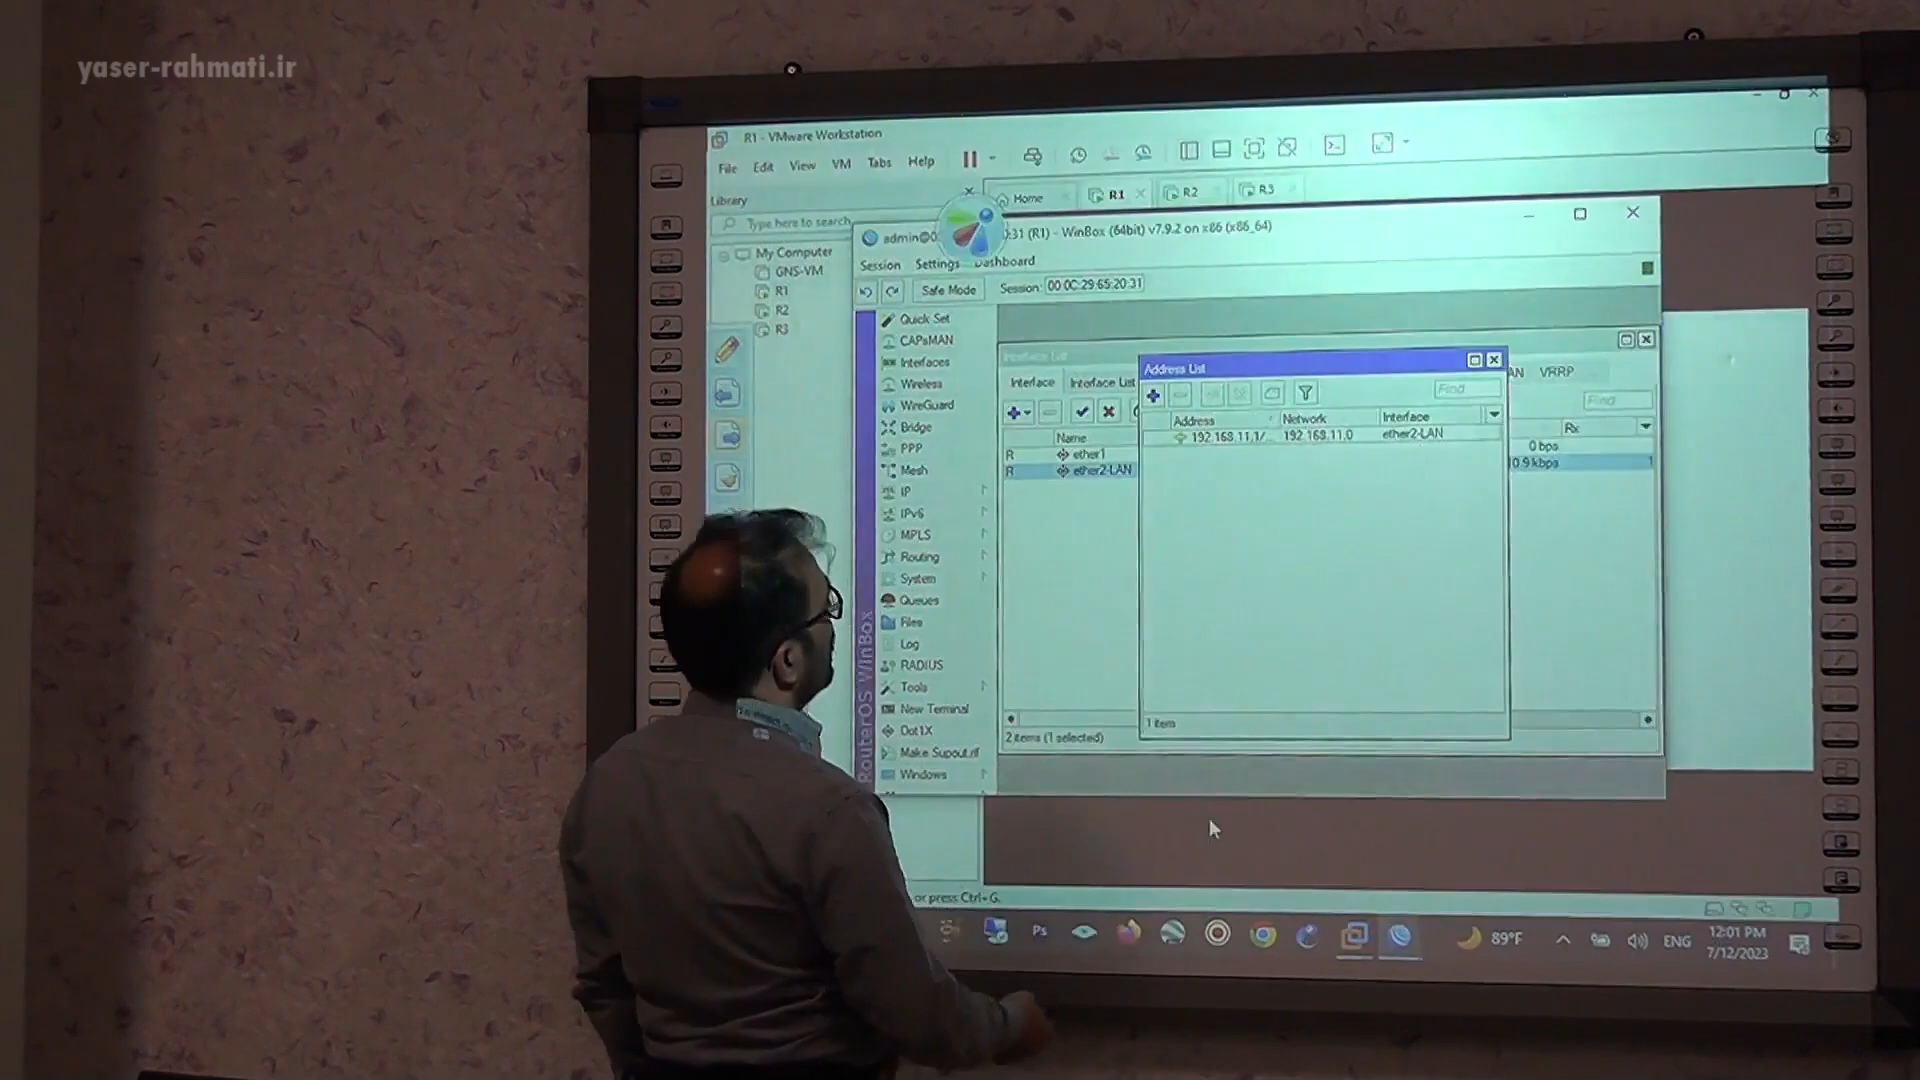 yaser-rahmati.ir
R1 - VMware Workstation
File Edit View VM Tabs Help
Library
Type here to search
Home R1 R2 R3
My Computer
GNS-VM
R1
R2
R3
(R1) - WinBox (64bit) v7.9.2 on x86 (x86_64)
Session Settings Dashboard
Safe Mode Session: 00:0C:29:65:20:31
Quick Set
CAPsMAN
Interfaces
Wireless
WireGuard
Bridge
PPP
Mesh
IP
IPv6
MPLS
Routing
System
Queues
Files
Log
RADIUS
Tools
New Terminal
Dot1X
Make Supout.rif
Windows
RouterOS WinBox
Interface List
Interface Interface List
VRRP
Find
Name Rx
R ether1 0 bps
R ether2-LAN
2 items (1 selected)
Address List
Find
Address Network Interface
192.168.11.1/... 192.168.11.0 ether2-LAN
1 item
or press Ctrl+G.
Ps
89°F
ENG
12:01 PM
7/12/2023